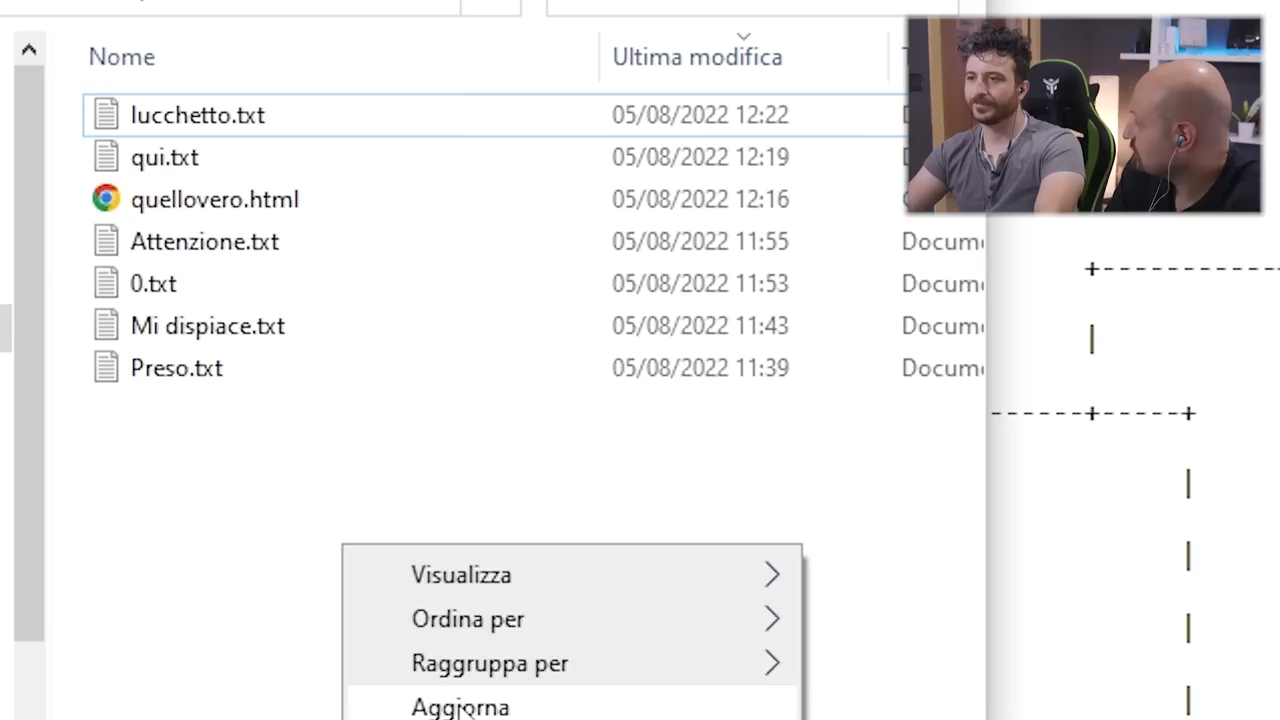 Nome Ultima modifica
lucchetto.txt 05/08/2022 12:22
qui.txt 05/08/2022 12:19
quellovero.html 05/08/2022 12:16
Attenzione.txt 05/08/2022 11:55
0.txt 05/08/2022 11:53
Mi dispiace.txt 05/08/2022 11:43
Preso.txt 05/08/2022 11:39
Visualizza
Ordina per
Raggruppa per
Aggiorna